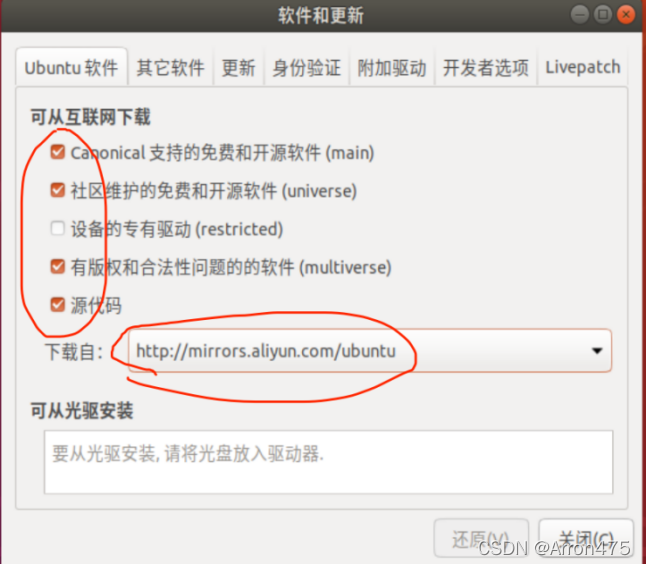 软件和更新
Ubuntu 软件 其它软件 更新 身份验证 附加驱动 开发者选项 Livepatch
可从互联网下载
Canonical 支持的免费和开源软件 (main)
社区维护的免费和开源软件 (universe)
设备的专有驱动 (restricted)
有版权和合法性问题的的软件 (multiverse)
源代码
下载自: http://mirrors.aliyun.com/ubuntu
可从光驱安装
要从光驱安装, 请将光盘放入驱动器.
还原(V) 关闭(C)
CSDN @Arron475